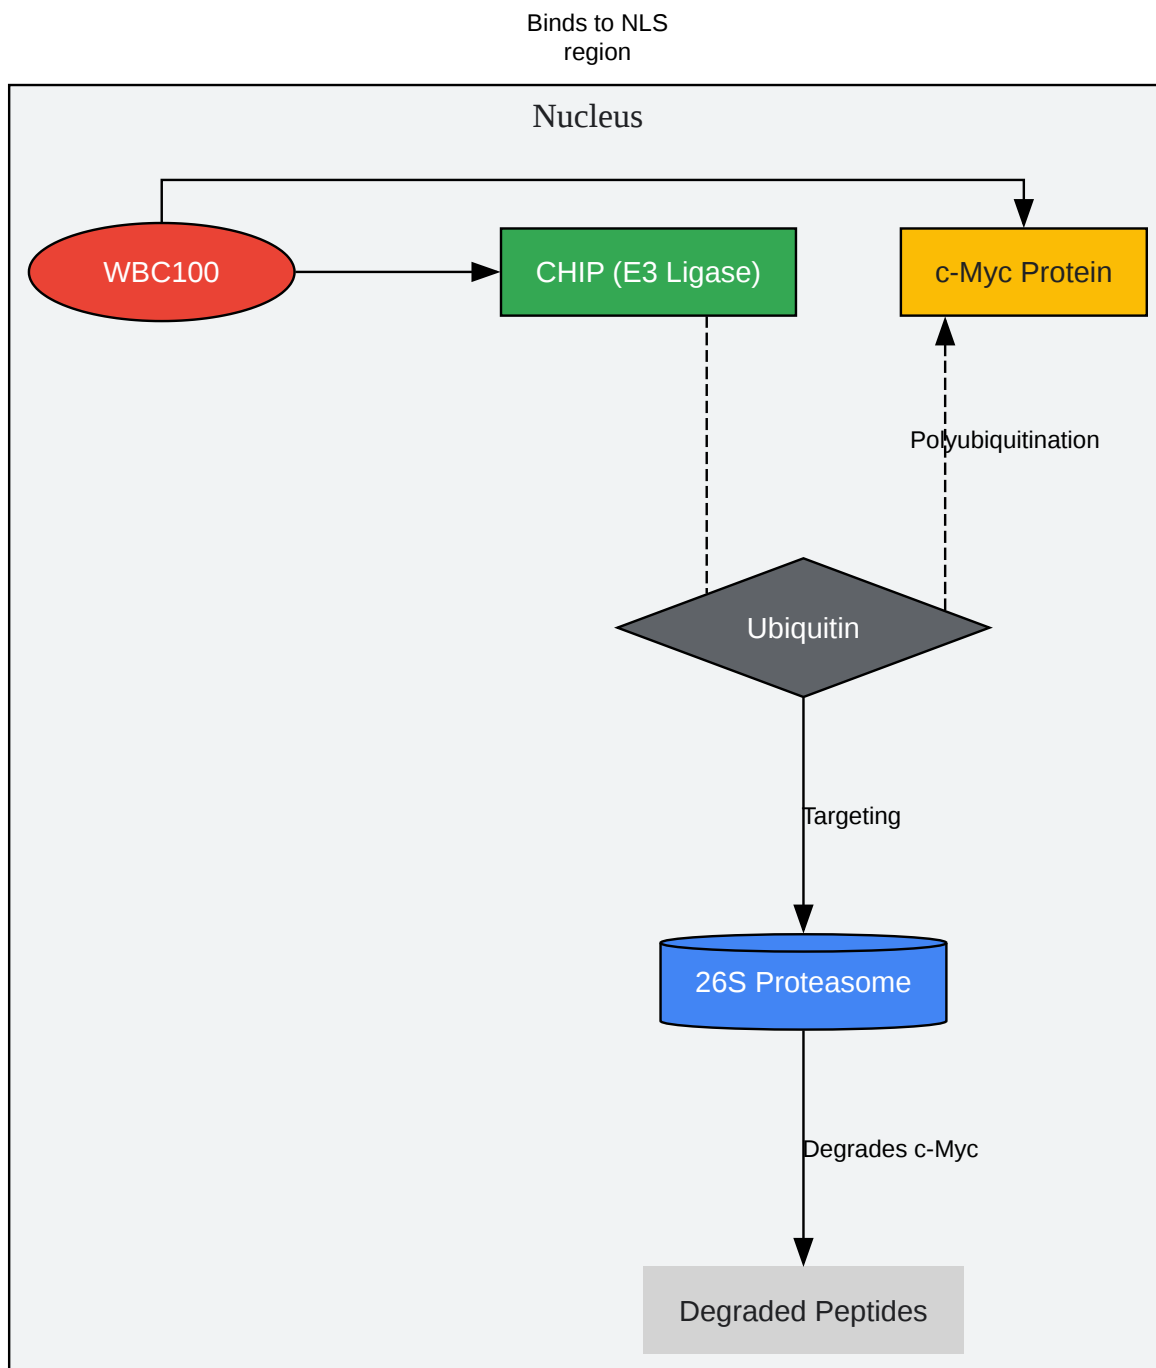 Binds to NLS
region
Nucleus
WBC100
CHIP (E3 Ligase)
c-Myc Protein
Polyubiquitination
Ubiquitin
Targeting
26S Proteasome
Degrades c-Myc
Degraded Peptides